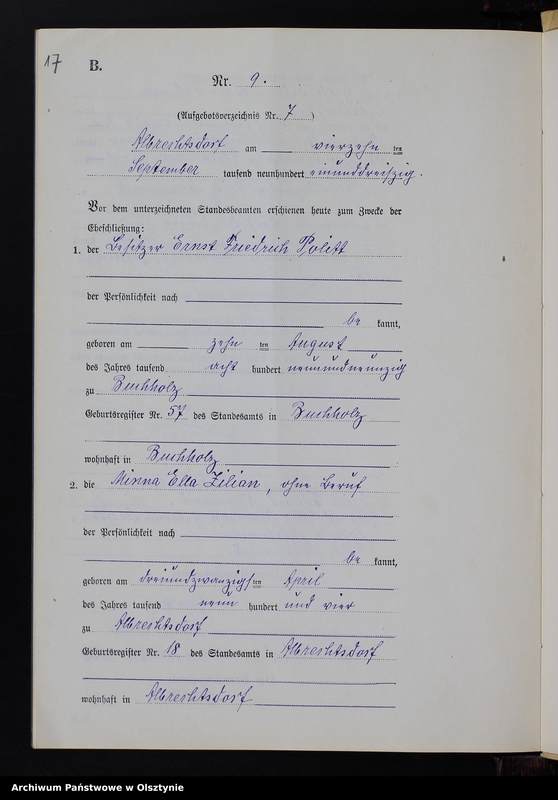 17
B.
Nr. 9.
(Aufgebotsverzeichnis Nr. 7)
Albrechtsdorf am vierzehn ten
September tausend neunhundert einunddreißzig.
Vor dem unterzeichneten Standesbeamten erschienen heute zum Zwecke der
Eheschließung:
1. der Besitzer Ernst Friedrich Politt
der Persönlichkeit nach
be kannt,
geboren am zehn ten August
des Jahres tausend acht hundert neunundneunzig
zu Buchholz
Geburtsregister Nr. 57 des Standesamts in Buchholz
wohnhaft in Buchholz
2. die Minna Ella Zilian, ohne Beruf
der Persönlichkeit nach
be kannt,
geboren am dreiundzwanzigsten April
des Jahres tausend neun hundert und vier
zu Albrechtsdorf
Geburtsregister Nr. 18 des Standesamts in Albrechtsdorf
wohnhaft in Albrechtsdorf
Archiwum Państwowe w Olsztynie